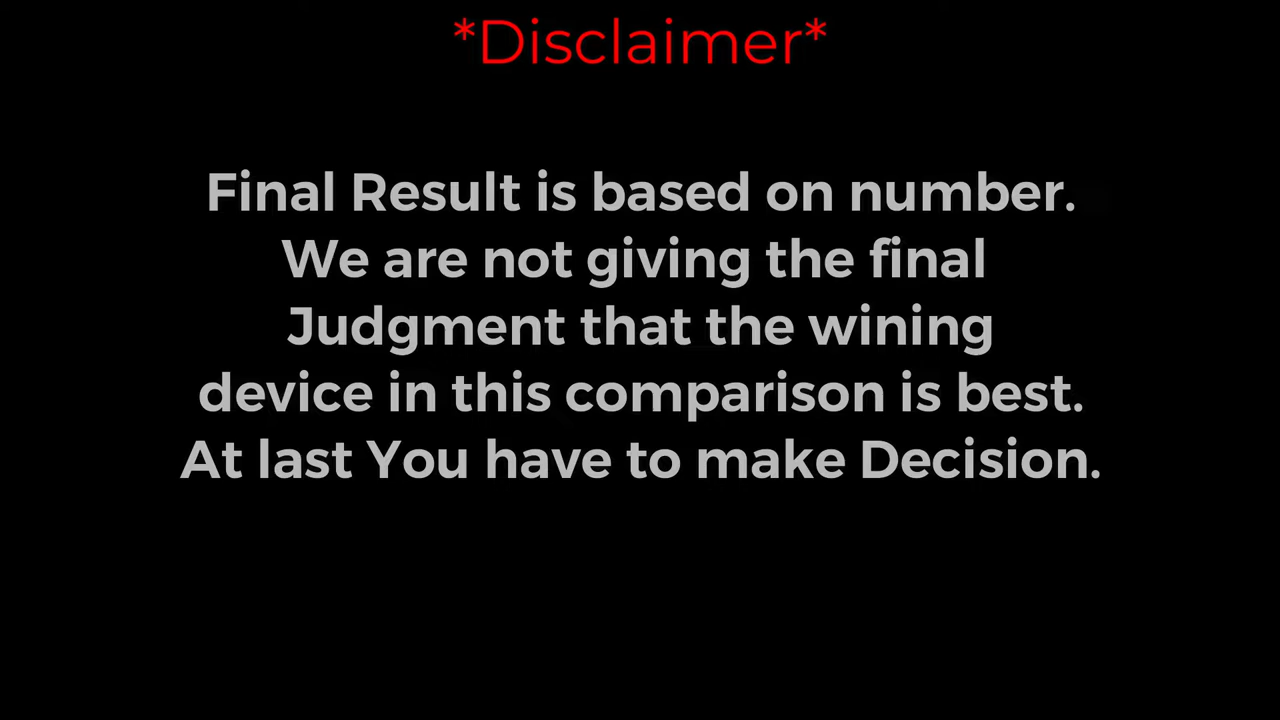 *Disclaimer*
Final Result is based on number.
We are not giving the final
Judgment that the wining
device in this comparison is best.
At last You have to make Decision.